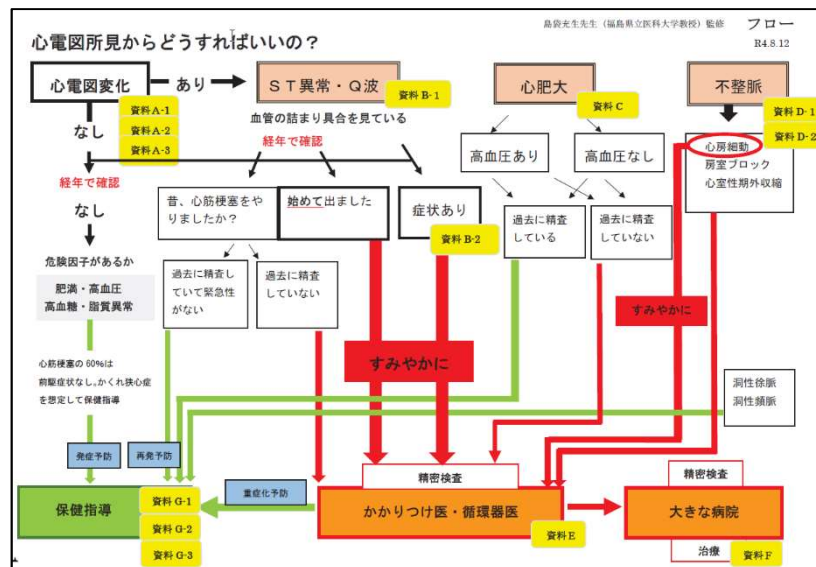 島袋充生先生（福島県立医科大学教授）監修
フロー
R4.8.12
心電図所見からどうすればいいの？
心電図変化
あり
ST異常・Q波
資料B-1
心肥大
資料C
不整脈
資料D-1
資料D-2
資料A-1
資料A-2
資料A-3
なし
血管の詰まり具合を見ている
経年で確認
高血圧あり
高血圧なし
心房細動
房室ブロック
心室性期外収縮
経年で確認
なし
昔、心筋梗塞をや
りましたか？
始めて出ました
症状あり
資料B-2
過去に精査
している
過去に精査
していない
危険因子があるか
肥満・高血圧
高血糖・脂質異常
過去に精査し
ていて緊急性
がない
過去に精査
していない
すみやかに
すみやかに
心筋梗塞の60%は
前駆症状なし。かくれ狭心症
を想定して保健指導
洞性徐脈
洞性頻脈
発症予防
再発予防
精密検査
精密検査
保健指導
資料G-1
資料G-2
資料G-3
重症化予防
かかりつけ医・循環器医
資料E
大きな病院
治療
資料F